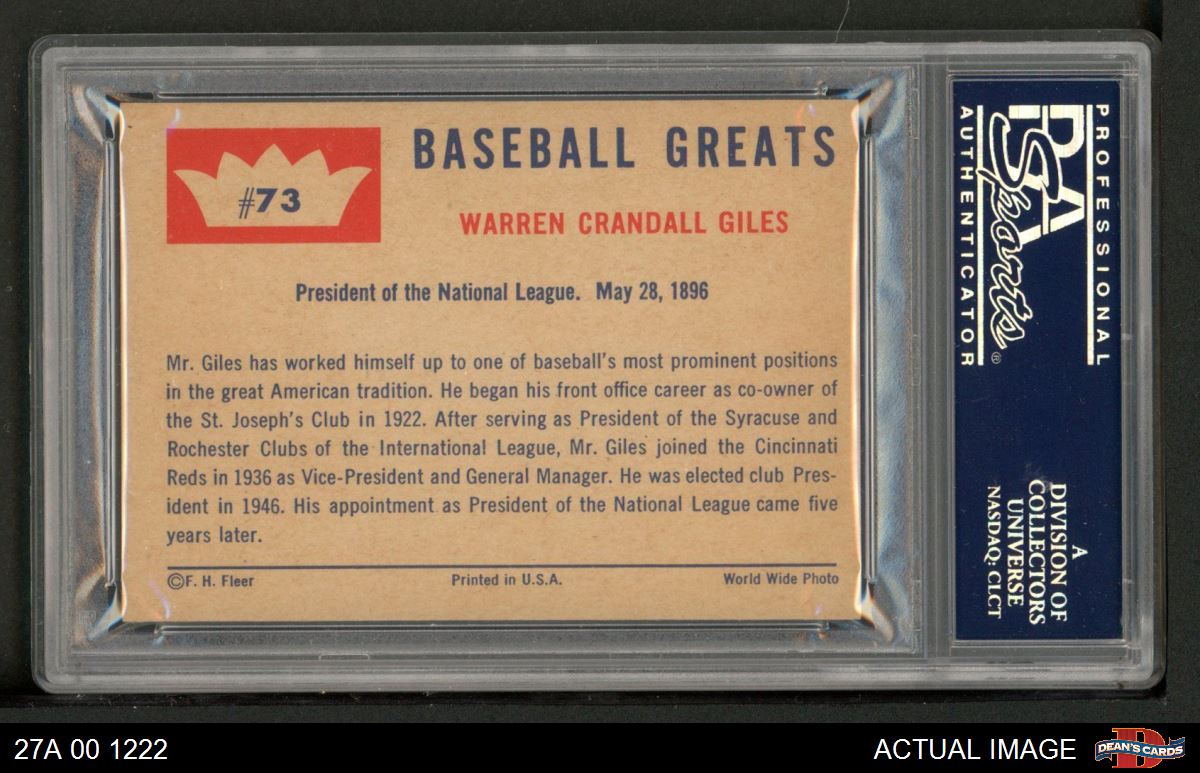 #73
BASEBALL GREATS
WARREN CRANDALL GILES
President of the National League. May 28, 1896
Mr. Giles has worked himself up to one of baseball's most prominent positions
in the great American tradition. He began his front office career as co-owner of
the St. Joseph's Club in 1922. After serving as President of the Syracuse and
Rochester Clubs of the International League, Mr. Giles joined the Cincinnati
Reds in 1936 as Vice-President and General Manager. He was elected club Pres-
ident in 1946. His appointment as President of the National League came five
years later.
©F. H. Fleer Printed in U.S.A. World Wide Photo
PROFESSIONAL
PSA
Sports®
AUTHENTICATOR
A
DIVISION OF
COLLECTORS
UNIVERSE
NASDAQ: CLCT
27A 00 1222
ACTUAL IMAGE
D
DEAN'S CARDS